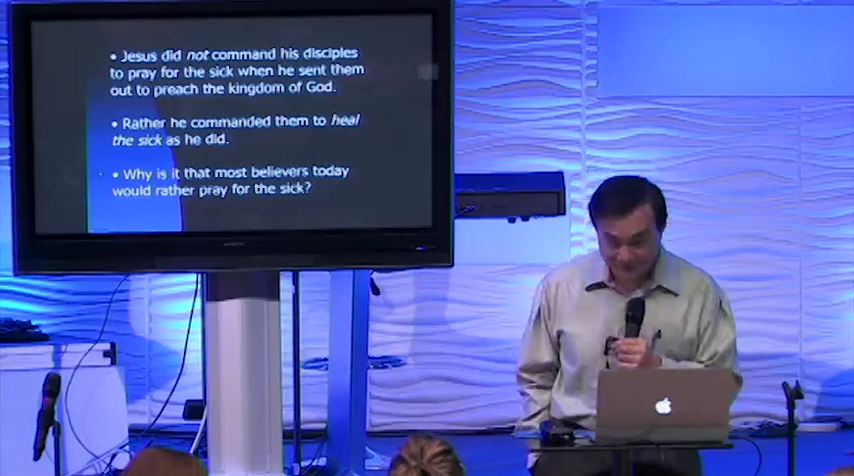 • Jesus did not command his disciples
to pray for the sick when he sent them
out to preach the kingdom of God.
• Rather he commanded them to heal
the sick as he did.
• Why is it that most believers today
would rather pray for the sick?